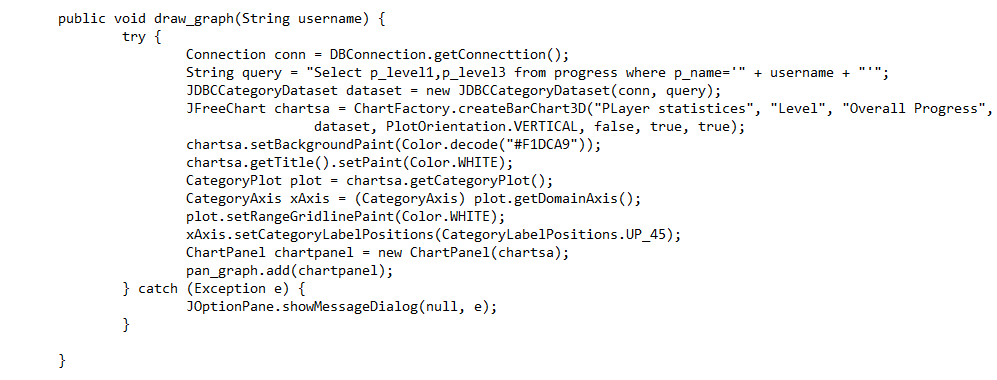 public void draw_graph(String username) {
try {
Connection conn = DBConnection.getConnecttion();
String query = "Select p_level1,p_level3 from progress where p_name='" + username + "'";
JDBCCategoryDataset dataset = new JDBCCategoryDataset(conn, query);
JFreeChart chartsa = ChartFactory.createBarChart3D("PLayer statistices", "Level", "Overall Progress",
dataset, PlotOrientation.VERTICAL, false, true, true);
chartsa.setBackgroundPaint(Color.decode("#F1DCA9"));
chartsa.getTitle().setPaint(Color.WHITE);
CategoryPlot plot = chartsa.getCategoryPlot();
CategoryAxis xAxis = (CategoryAxis) plot.getDomainAxis();
plot.setRangeGridlinePaint(Color.WHITE);
xAxis.setCategoryLabelPositions(CategoryLabelPositions.UP_45);
ChartPanel chartpanel = new ChartPanel(chartsa);
pan_graph.add(chartpanel);
} catch (Exception e) {
JOptionPane.showMessageDialog(null, e);
}
}